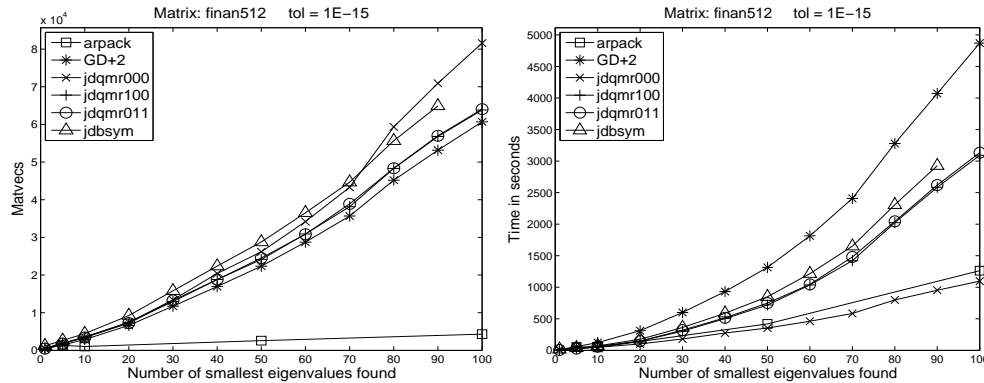 Matrix: finan512 tol = 1E-15
x 10^4
8
7
6
5
4
3
2
1
0
Matvecs
arpack
GD+2
jdqmr000
jdqmr100
jdqmr011
jdbsym
0 10 20 30 40 50 60 70 80 90 100
Number of smallest eigenvalues found
Matrix: finan512 tol = 1E-15
5000
4500
4000
3500
3000
2500
2000
1500
1000
500
0
Time in seconds
arpack
GD+2
jdqmr000
jdqmr100
jdqmr011
jdbsym
0 10 20 30 40 50 60 70 80 90 100
Number of smallest eigenvalues found